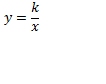 y = k/x